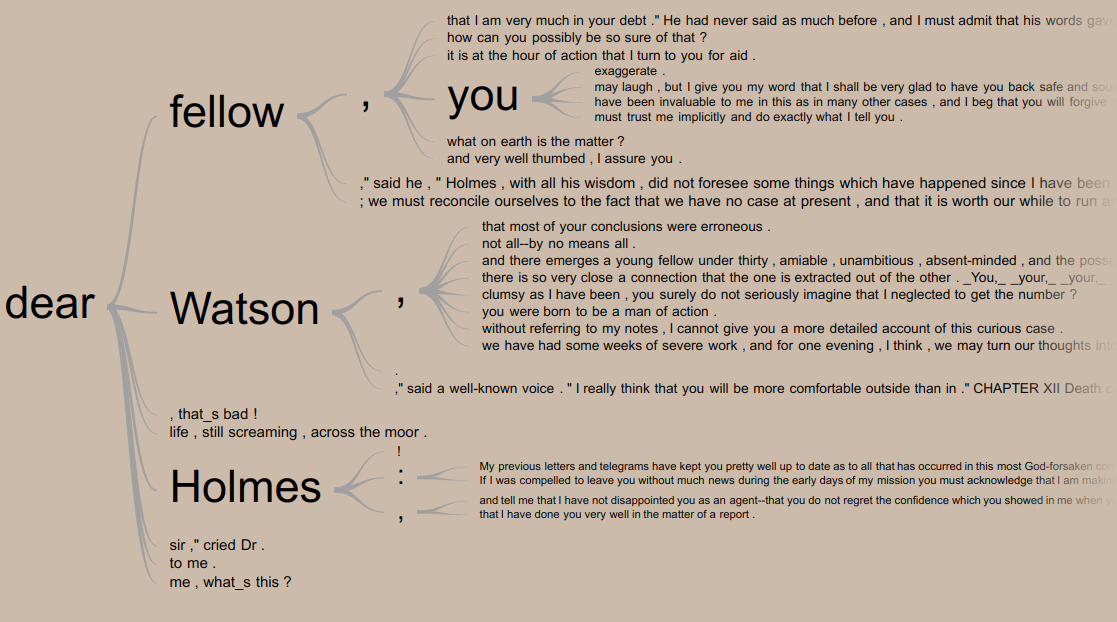 that I am very much in your debt ." He had never said as much before , and I must admit that his words gave
how can you possibly be so sure of that ?
it is at the hour of action that I turn to you for aid .
exaggerate .
fellow , you
may laugh , but I give you my word that I shall be very glad to have you back safe and
have been invaluable to me in this as in many other cases , and I beg that you will forgive
must trust me implicitly and do exactly what I tell you .
what on earth is the matter ?
and very well thumbed , I assure you .
," said he , " Holmes , with all his wisdom , did not foresee some things which have happened since I have been
; we must reconcile ourselves to the fact that we have no case at present , and that it is worth our while to run
that most of your conclusions were erroneous .
not all--by no means all .
and there emerges a young fellow under thirty , amiable , unambitious , absent-minded , and the
there is so very close a connection that the one is extracted out of the other . _You,_ _your,_ _your,_
dear Watson ,
clumsy as I have been , you surely do not seriously imagine that I neglected to get the number ?
you were born to be a man of action .
without referring to my notes , I cannot give you a more detailed account of this curious case .
we have had some weeks of severe work , and for one evening , I think , we may turn our thoughts
.
," said a well-known voice . " I really think that you will be more comfortable outside than in ." CHAPTER XII Death
, that_s bad !
life , still screaming , across the moor .
!
Holmes :
My previous letters and telegrams have kept you pretty well up to date as to all that has occurred in this most God-forsaken
If I was compelled to leave you without much news during the early days of my mission you must acknowledge that I am
and tell me that I have not disappointed you as an agent--that you do not regret the confidence which you showed in me when
,
that I have done you very well in the matter of a report .
sir ," cried Dr .
to me .
me , what_s this ?